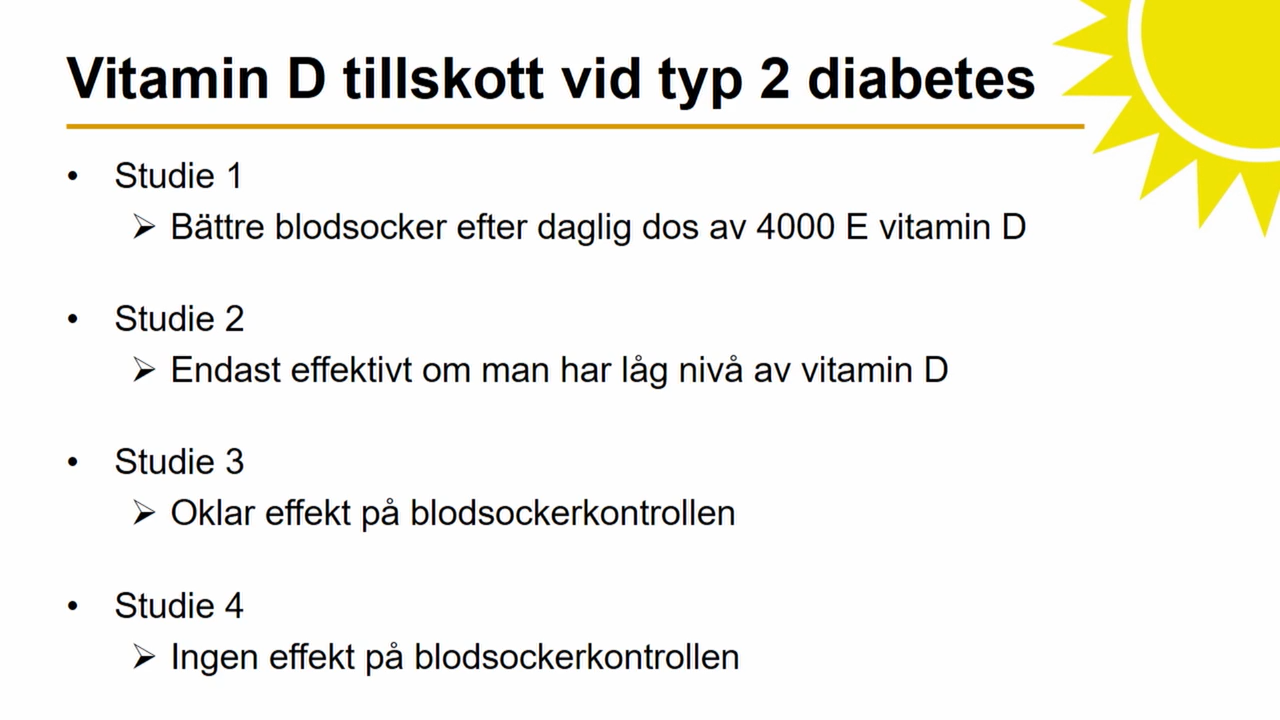 Vitamin D tillskott vid typ 2 diabetes
• Studie 1
➢ Bättre blodsocker efter daglig dos av 4000 E vitamin D
• Studie 2
➢ Endast effektivt om man har låg nivå av vitamin D
• Studie 3
➢ Oklar effekt på blodsockerkontrollen
• Studie 4
➢ Ingen effekt på blodsockerkontrollen